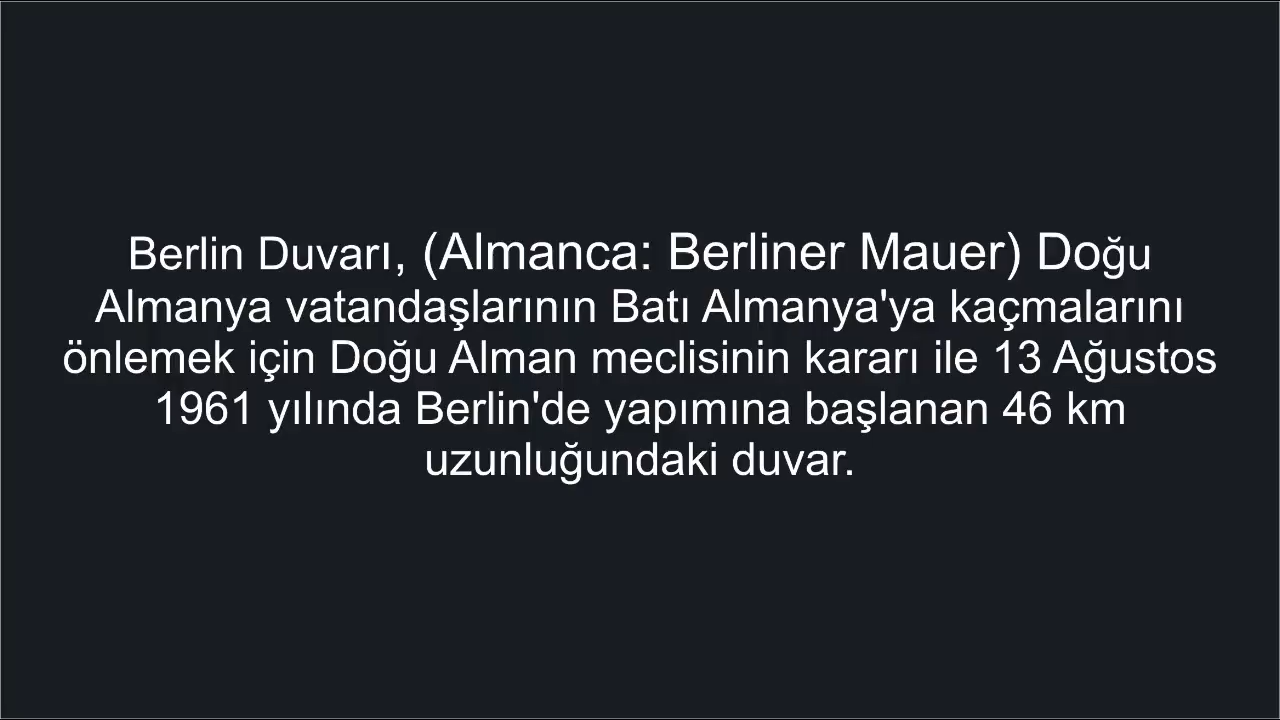 Berlin Duvarı, (Almanca: Berliner Mauer) Doğu
Almanya vatandaşlarının Batı Almanya'ya kaçmalarını
önlemek için Doğu Alman meclisinin kararı ile 13 Ağustos
1961 yılında Berlin'de yapımına başlanan 46 km
uzunluğundaki duvar.